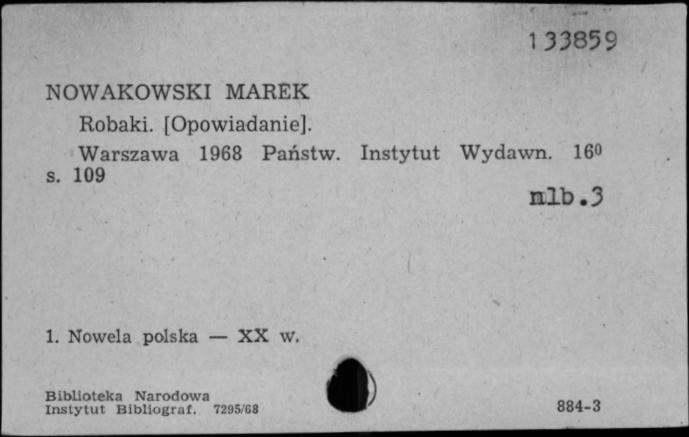 133859
NOWAKOWSKI MAREK
Robaki. [Opowiadanie].
Warszawa 1968 Państw. Instytut Wydawn. 16⁰
s. 109
nlb.3
1. Nowela polska — XX w.
Biblioteka Narodowa
Instytut Bibliograf. 7295/68
884-3